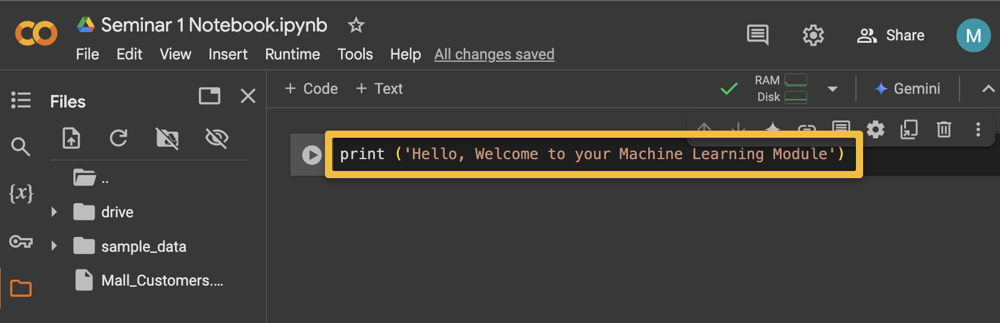 Seminar 1 Notebook.ipynb
File Edit View Insert Runtime Tools Help All changes saved
Share
M
Files
+ Code + Text
RAM
Disk
Gemini
{x}
..
drive
sample_data
Mall_Customers....
print ('Hello, Welcome to your Machine Learning Module')